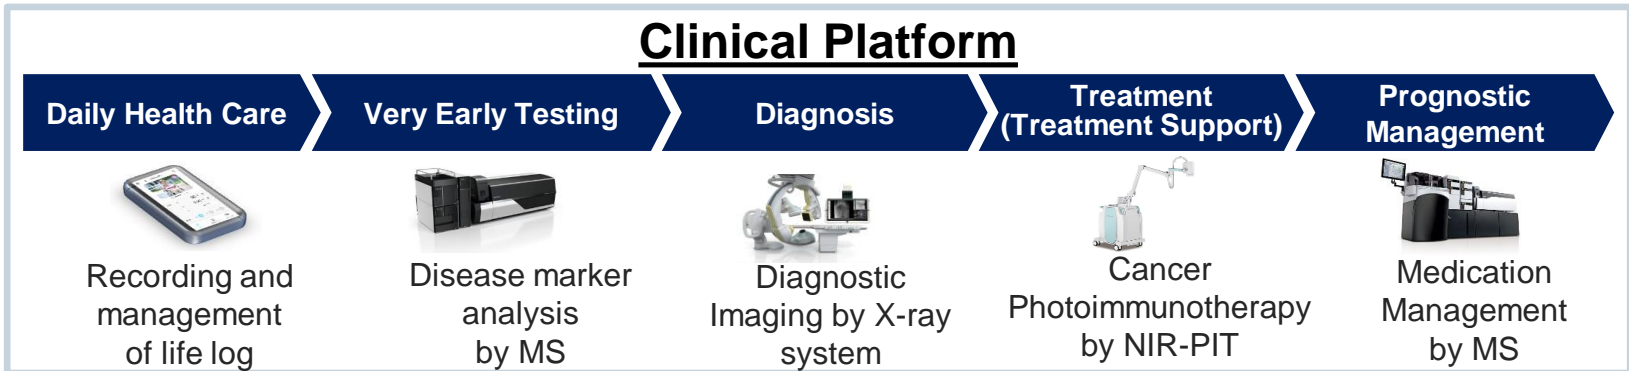 Clinical Platform
Daily Health Care
Very Early Testing
Diagnosis
Treatment
(Treatment Support)
Prognostic
Management
Recording and
management
of life log
Disease marker
analysis
by MS
Diagnostic
Imaging by X-ray
system
Cancer
Photoimmunotherapy
by NIR-PIT
Medication
Management
by MS